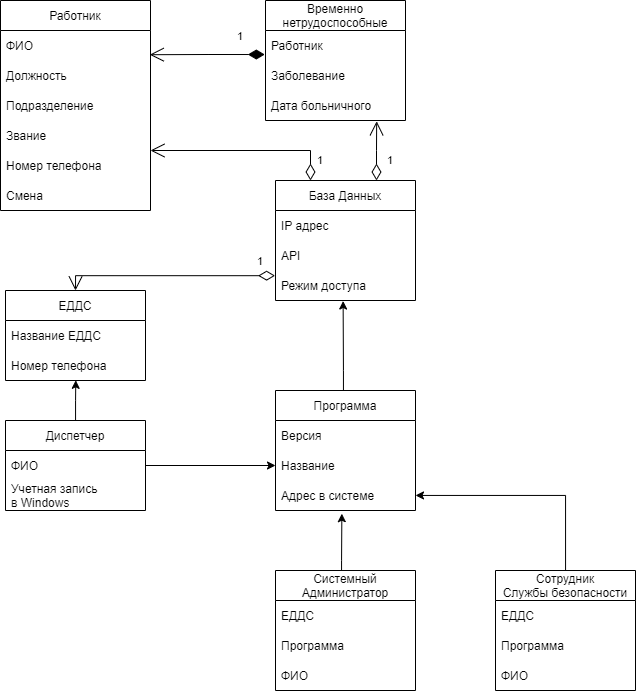 Работник
ФИО
Должность
Подразделение
Звание
Номер телефона
Смена
1
Временно
нетрудоспособные
Работник
Заболевание
Дата больничного
1
1
База Данных
IP адрес
API
Режим доступа
1
ЕДДС
Название ЕДДС
Номер телефона
Диспетчер
ФИО
Учетная запись
в Windows
Программа
Версия
Название
Адрес в системе
Системный
Администратор
ЕДДС
Программа
ФИО
Сотрудник
Службы безопасности
ЕДДС
Программа
ФИО